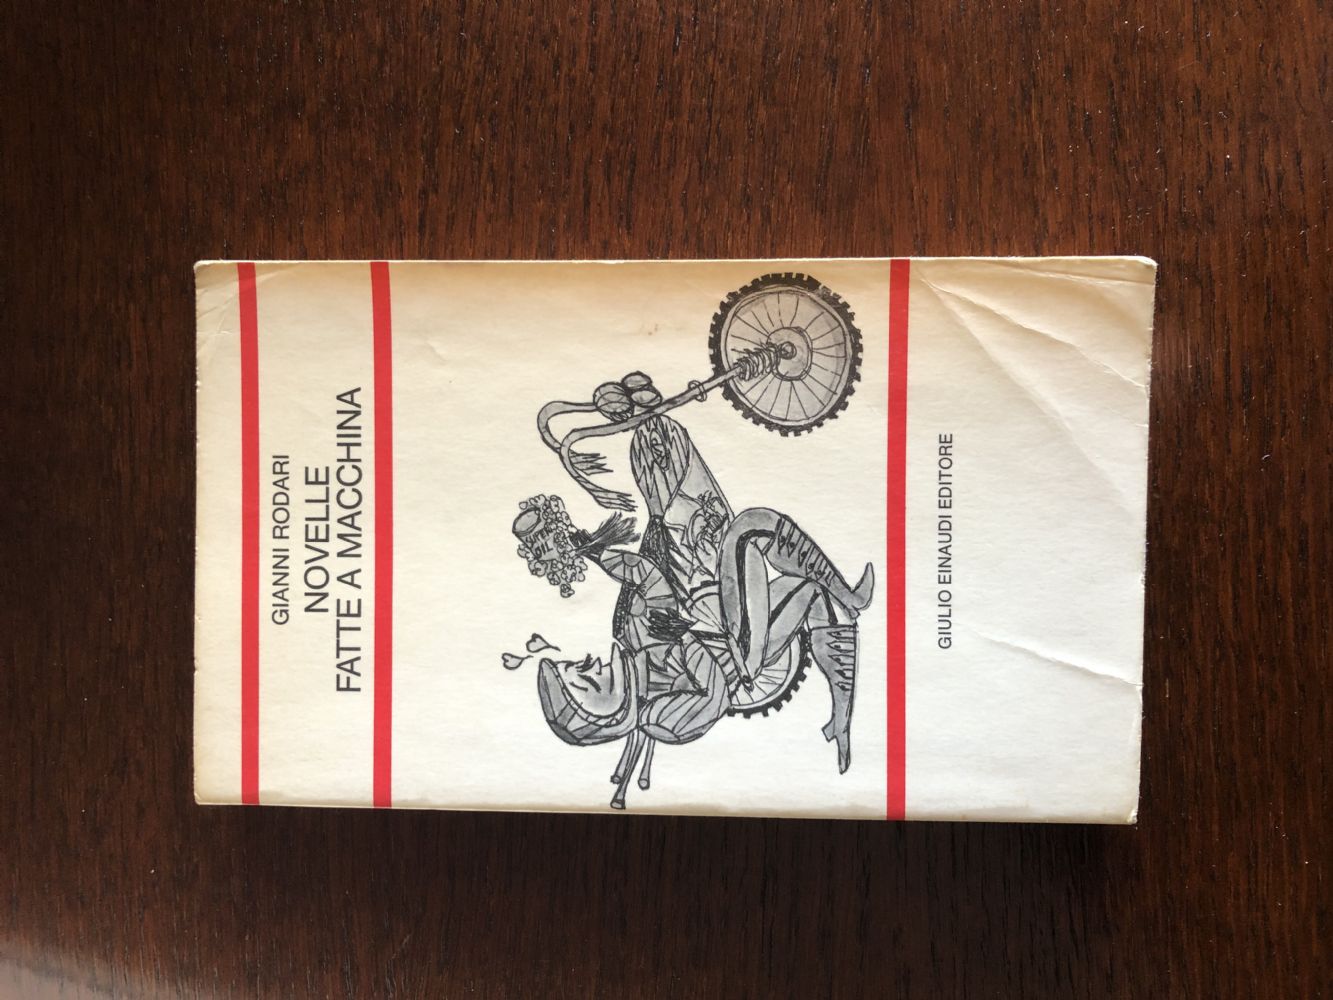 GIANNI RODARI
NOVELLE
FATTE A MACCHINA
GIULIO EINAUDI EDITORE